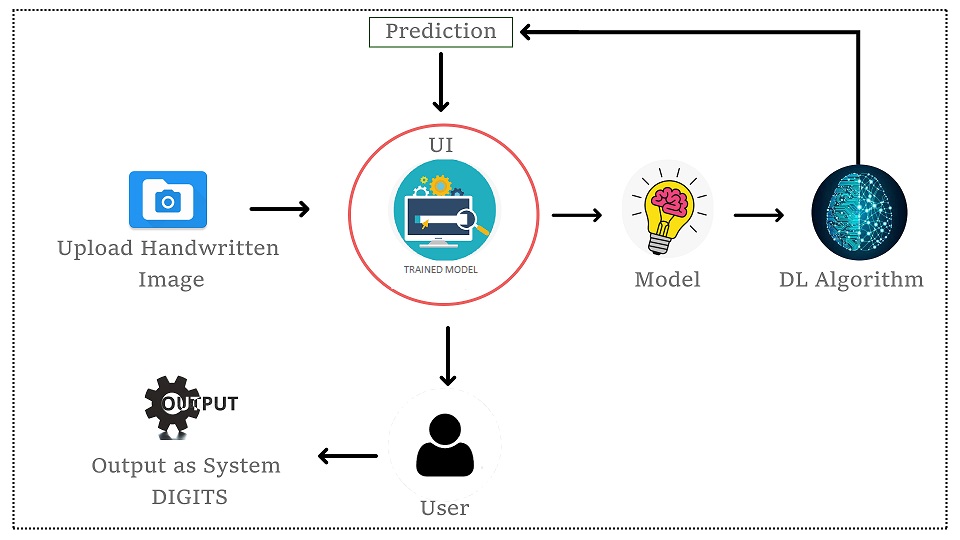 Prediction
UI
TRAINED MODEL
Upload Handwritten
Image
Model
DL Algorithm
OUTPUT
Output as System
DIGITS
User